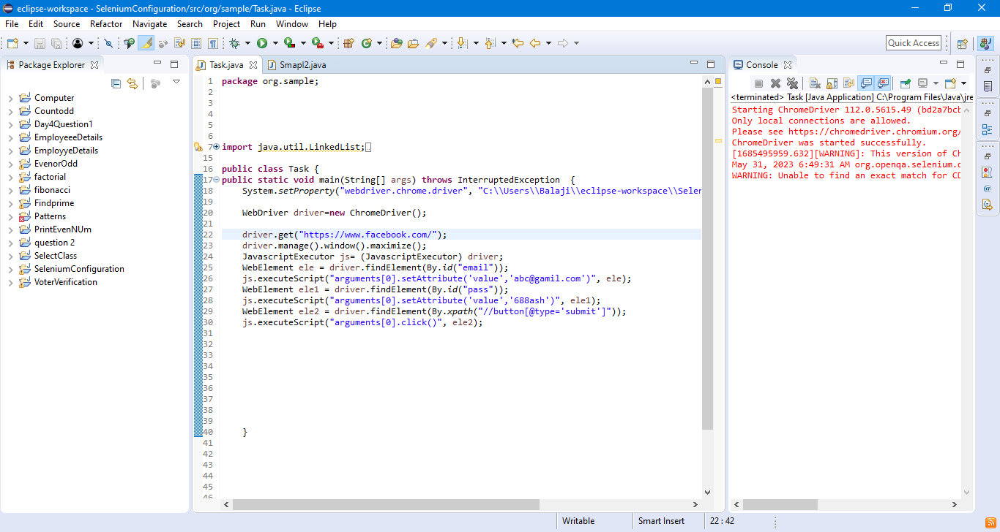 eclipse-workspace - SeleniumConfiguration/src/org/sample/Task.java - Eclipse
File Edit Source Refactor Navigate Search Project Run Window Help
Quick Access
Package Explorer
Computer
Countodd
Day4Question1
EmployeeeDetails
EmployyeDetails
EvenorOdd
factorial
fibonacci
Findprime
Patterns
PrintEvenNUm
question 2
SelectClass
SeleniumConfiguration
VoterVerification
Task.java Smapl2.java
1 package org.sample;
2
3
4
5
6
7 import java.util.LinkedList;
15
16 public class Task {
17 public static void main(String[] args) throws InterruptedException  {
18 System.setProperty("webdriver.chrome.driver", "C:\\Users\\Balaji\\eclipse-workspace\\Selen
19
20 WebDriver driver=new ChromeDriver();
21
22 driver.get("https://www.facebook.com/");
23 driver.manage().window().maximize();
24 JavascriptExecutor js= (JavascriptExecutor) driver;
25 WebElement ele = driver.findElement(By.id("email"));
26 js.executeScript("arguments[0].setAttribute('value','abc@gamil.com')", ele);
27 WebElement ele1 = driver.findElement(By.id("pass"));
28 js.executeScript("arguments[0].setAttribute('value','688ash')", ele1);
29 WebElement ele2 = driver.findElement(By.xpath("//button[@type='submit']"));
30 js.executeScript("arguments[0].click()", ele2);
31
32
33
34
35
36
37
38
39
40 }
41
42
43
44
45
46
Console
<terminated> Task [Java Application] C:\Program Files\Java\jre
Starting ChromeDriver 112.0.5615.49 (bd2a7bcb
Only local connections are allowed.
Please see https://chromedriver.chromium.org/
ChromeDriver was started successfully.
[1685495959.632][WARNING]: This version of Ch
May 31, 2023 6:49:31 AM org.openqa.selenium.d
WARNING: Unable to find an exact match for CD
Writable Smart Insert 22 : 42